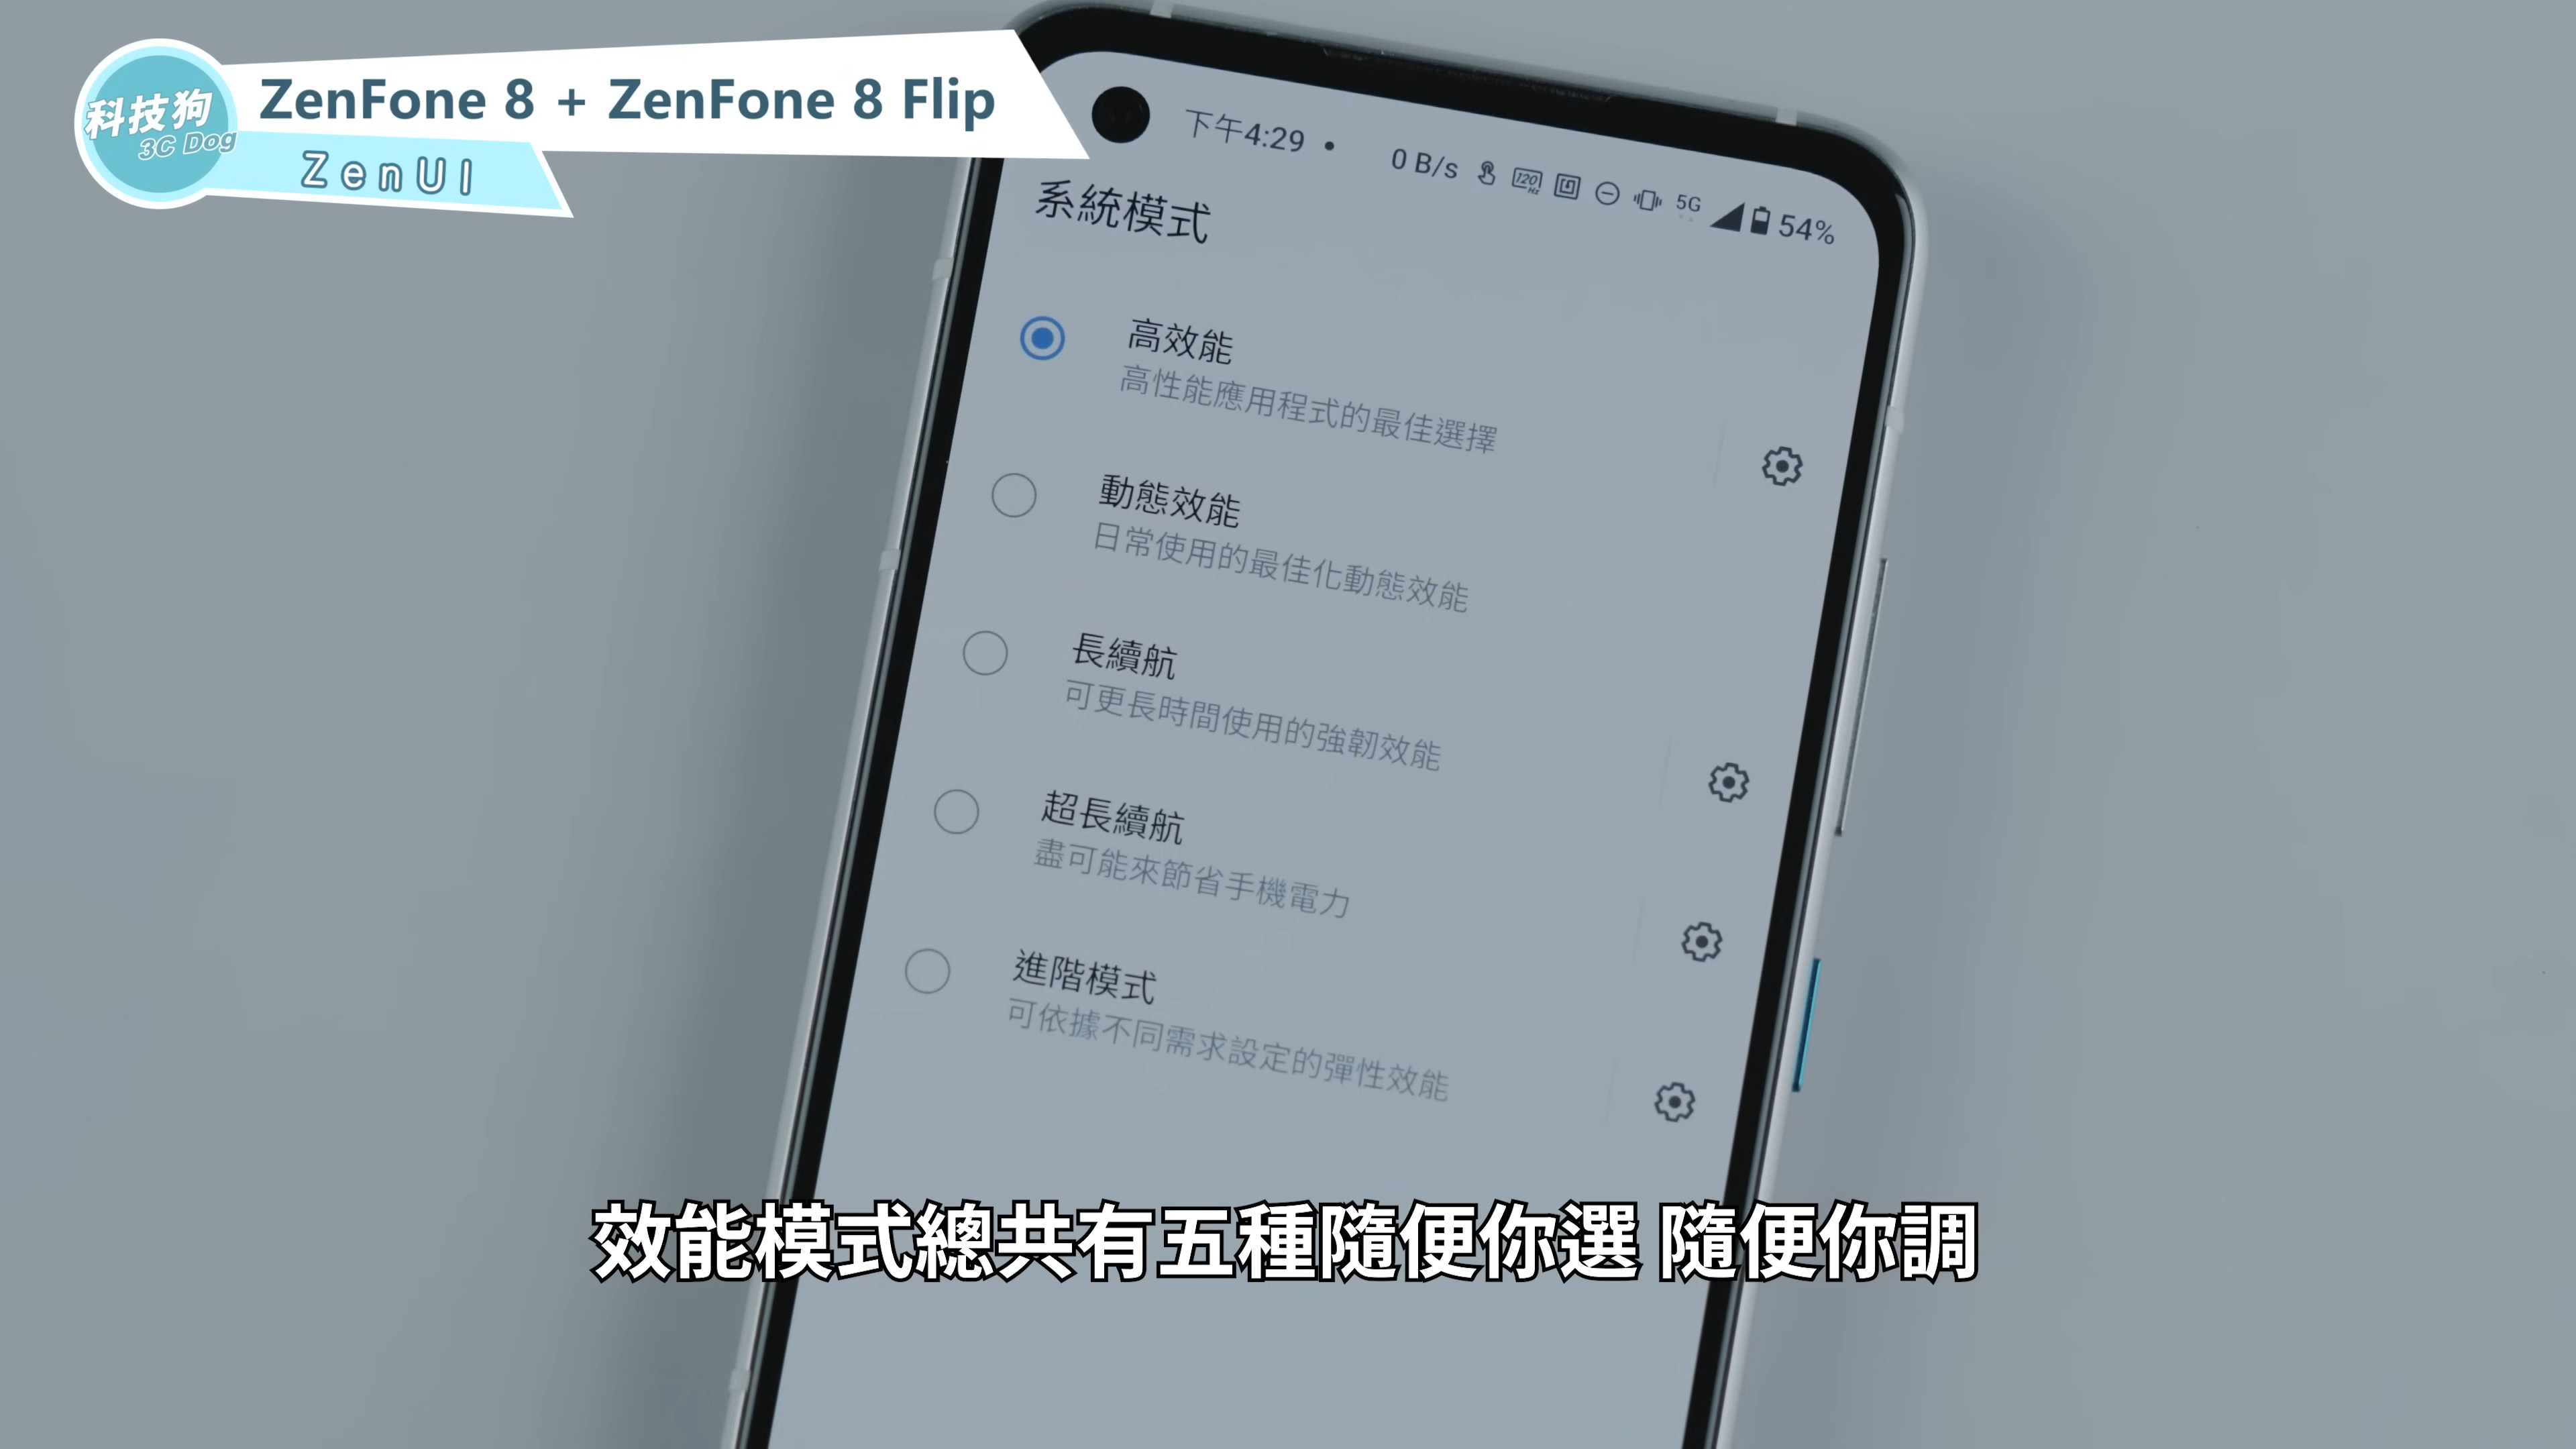 科技狗
3C Dog
ZenFone 8 + ZenFone 8 Flip
ZenUI
下午4:29 • 0 B/s 120 Hz 5G 54%
系統模式
高效能
高性能應用程式的最佳選擇
動態效能
日常使用的最佳化動態效能
長續航
可更長時間使用的強韌效能
超長續航
盡可能來節省手機電力
進階模式
可依據不同需求設定的彈性效能
效能模式總共有五種隨便你選 隨便你調